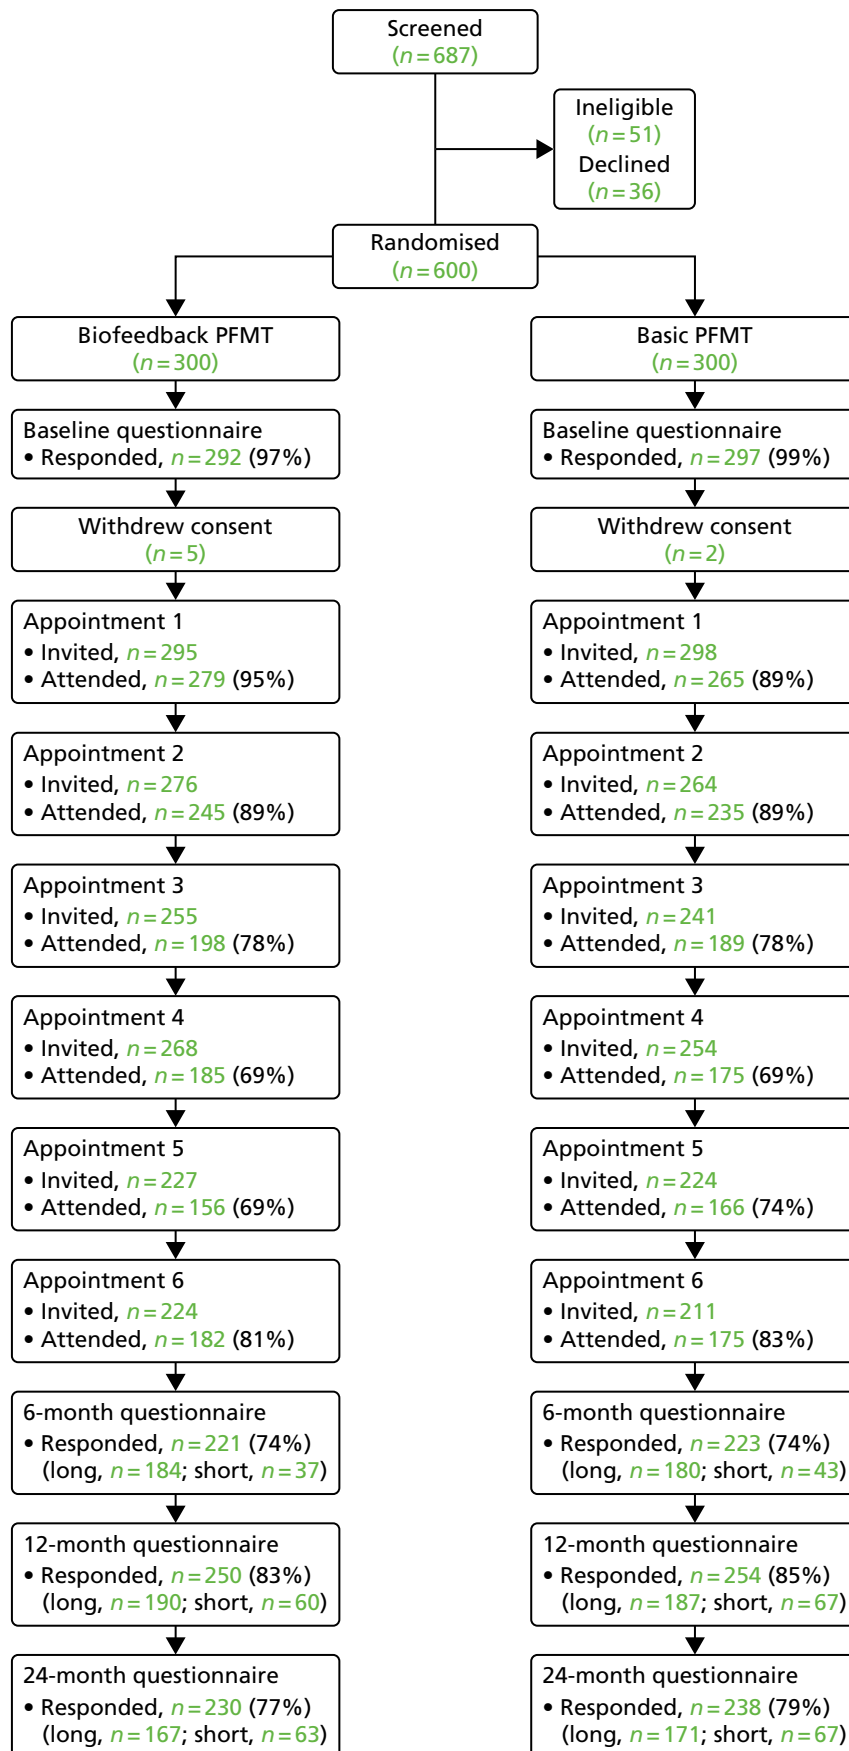 Screened
(n=687)
Ineligible
(n=51)
Declined
(n=36)
Randomised
(n=600)
Biofeedback PFMT
(n=300)
Baseline questionnaire
• Responded, n=292 (97%)
Withdrew consent
(n=5)
Appointment 1
• Invited, n=295
• Attended, n=279 (95%)
Appointment 2
• Invited, n=276
• Attended, n=245 (89%)
Appointment 3
• Invited, n=255
• Attended, n=198 (78%)
Appointment 4
• Invited, n=268
• Attended, n=185 (69%)
Appointment 5
• Invited, n=227
• Attended, n=156 (69%)
Appointment 6
• Invited, n=224
• Attended, n=182 (81%)
6-month questionnaire
• Responded, n=221 (74%)
(long, n=184; short, n=37)
12-month questionnaire
• Responded, n=250 (83%)
(long, n=190; short, n=60)
24-month questionnaire
• Responded, n=230 (77%)
(long, n=167; short, n=63)
Basic PFMT
(n=300)
Baseline questionnaire
• Responded, n=297 (99%)
Withdrew consent
(n=2)
Appointment 1
• Invited, n=298
• Attended, n=265 (89%)
Appointment 2
• Invited, n=264
• Attended, n=235 (89%)
Appointment 3
• Invited, n=241
• Attended, n=189 (78%)
Appointment 4
• Invited, n=254
• Attended, n=175 (69%)
Appointment 5
• Invited, n=224
• Attended, n=166 (74%)
Appointment 6
• Invited, n=211
• Attended, n=175 (83%)
6-month questionnaire
• Responded, n=223 (74%)
(long, n=180; short, n=43)
12-month questionnaire
• Responded, n=254 (85%)
(long, n=187; short, n=67)
24-month questionnaire
• Responded, n=238 (79%)
(long, n=171; short, n=67)